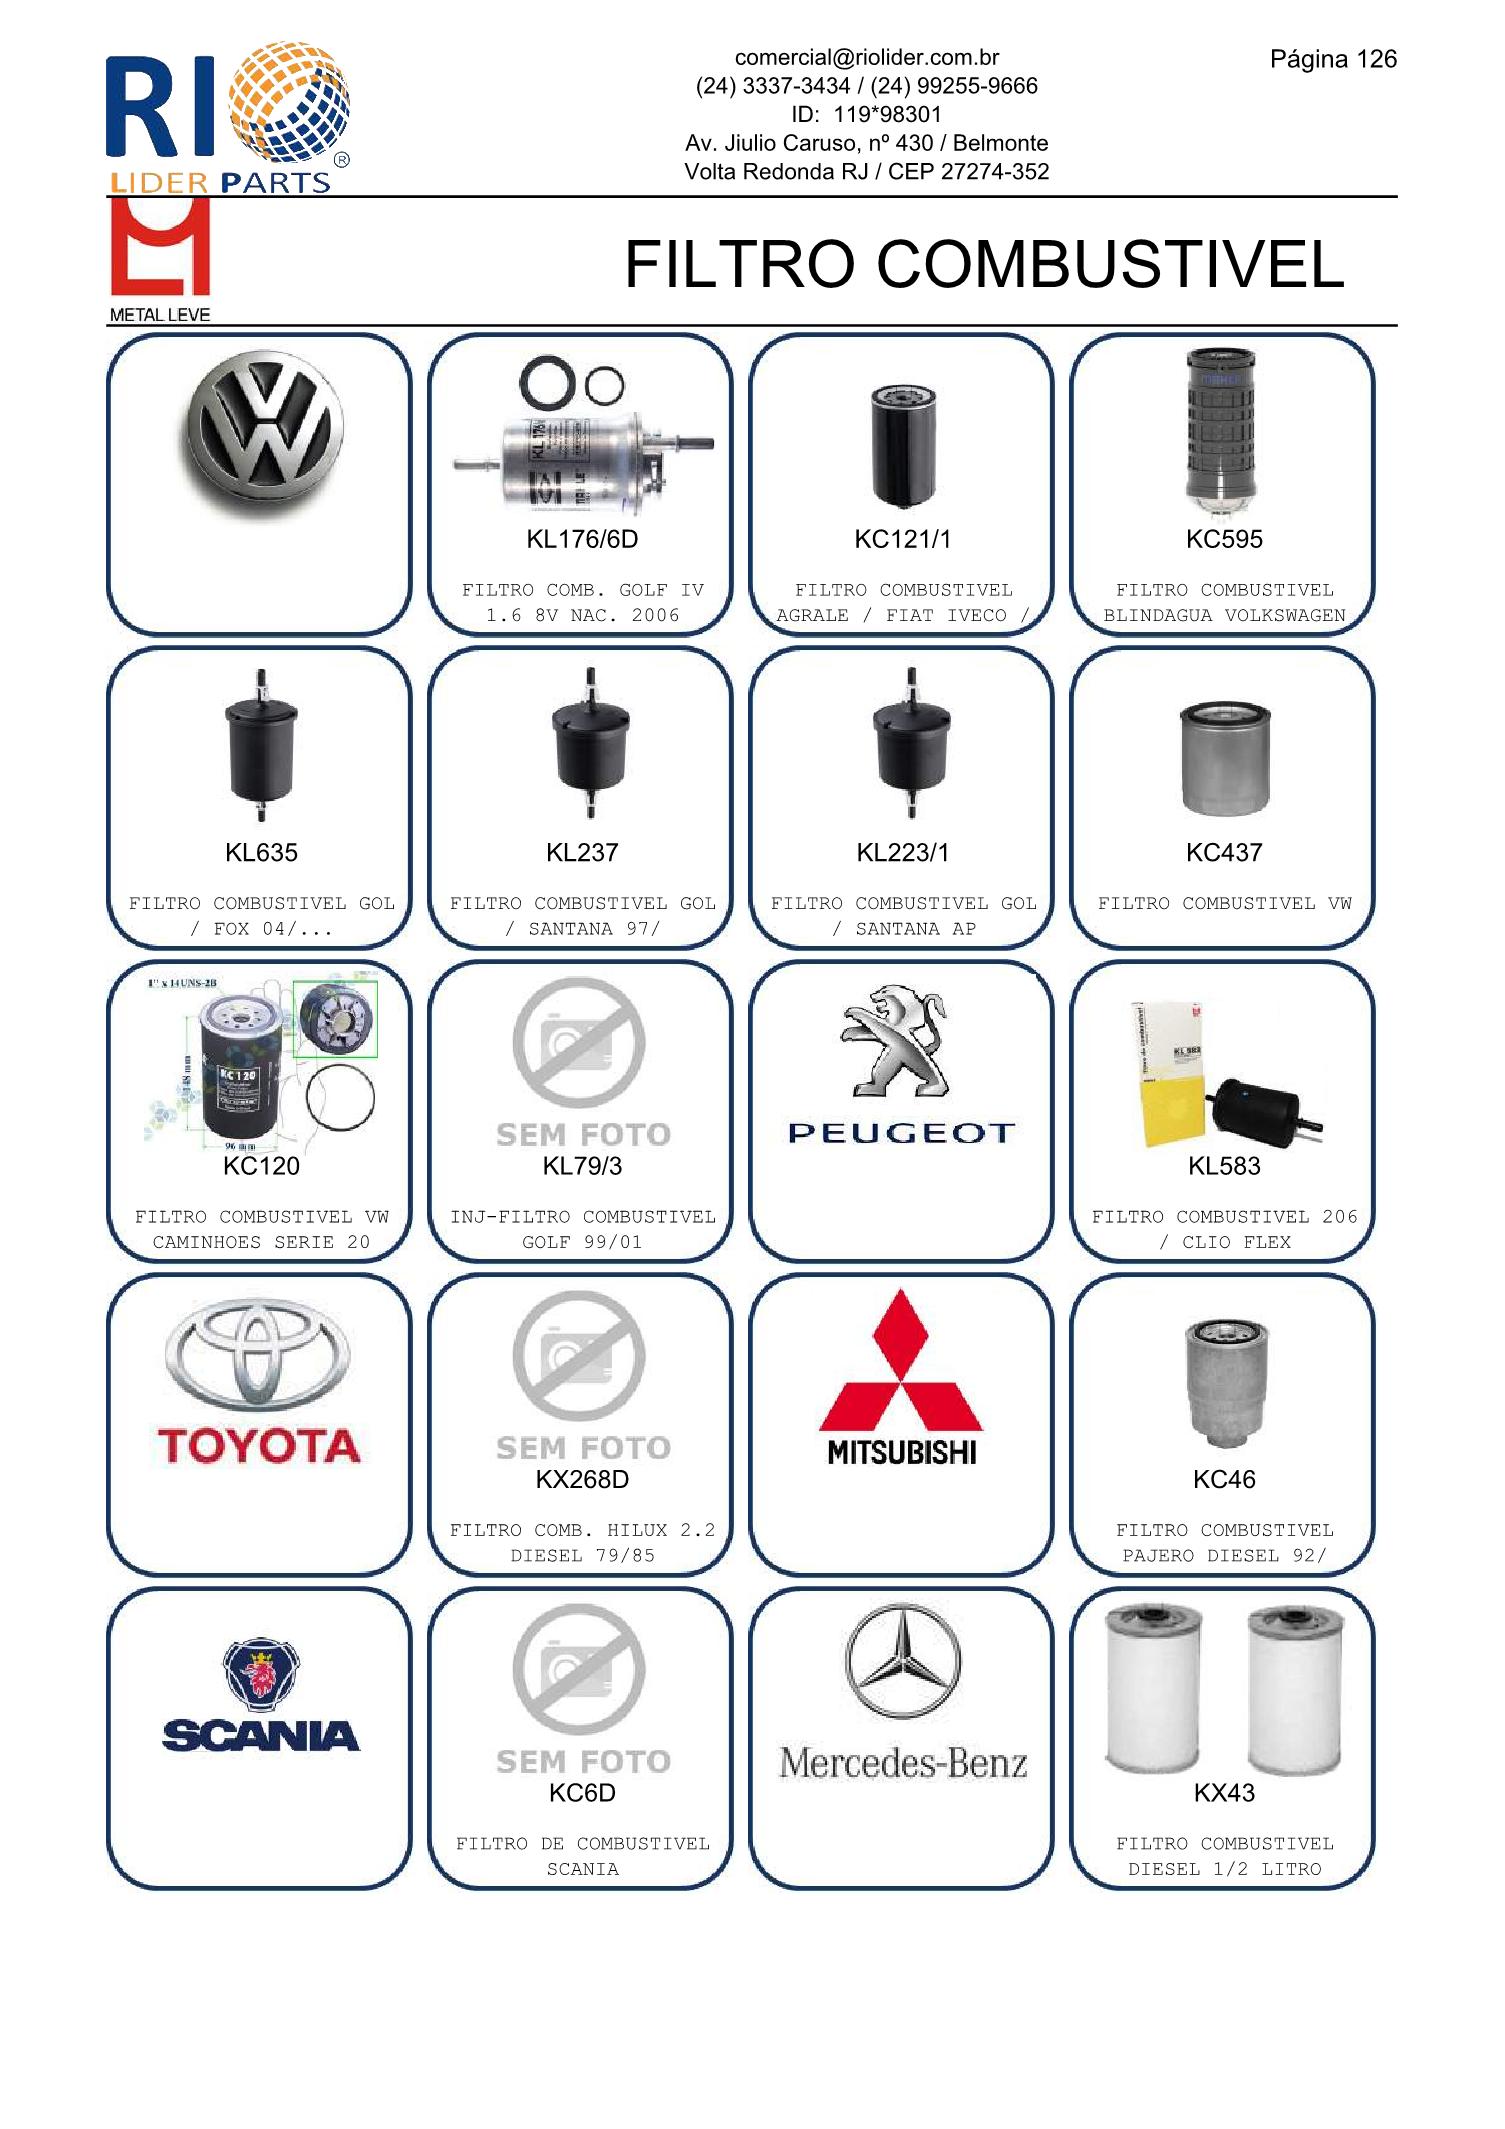 RIO
LIDER PARTS
®
comercial@riolider.com.br
(24) 3337-3434 / (24) 99255-9666
ID: 119*98301
Av. Jiulio Caruso, nº 430 / Belmonte
Volta Redonda RJ / CEP 27274-352
Página 126
METAL LEVE
FILTRO COMBUSTIVEL
KL176/6D
FILTRO COMB. GOLF IV
1.6 8V NAC. 2006
KC121/1
FILTRO COMBUSTIVEL
AGRALE / FIAT IVECO /
MAHLE
KC595
FILTRO COMBUSTIVEL
BLINDAGUA VOLKSWAGEN
KL635
FILTRO COMBUSTIVEL GOL
/ FOX 04/...
KL237
FILTRO COMBUSTIVEL GOL
/ SANTANA 97/
KL223/1
FILTRO COMBUSTIVEL GOL
/ SANTANA AP
KC437
FILTRO COMBUSTIVEL VW
1" x 14UNS-2B
KC120
96 mm
KC120
FILTRO COMBUSTIVEL VW
CAMINHOES SERIE 20
SEM FOTO
KL79/3
INJ-FILTRO COMBUSTIVEL
GOLF 99/01
PEUGEOT
KL 583
KL583
FILTRO COMBUSTIVEL 206
/ CLIO FLEX
TOYOTA
SEM FOTO
KX268D
FILTRO COMB. HILUX 2.2
DIESEL 79/85
MITSUBISHI
KC46
FILTRO COMBUSTIVEL
PAJERO DIESEL 92/
SCANIA
SEM FOTO
KC6D
FILTRO DE COMBUSTIVEL
SCANIA
Mercedes-Benz
KX43
FILTRO COMBUSTIVEL
DIESEL 1/2 LITRO